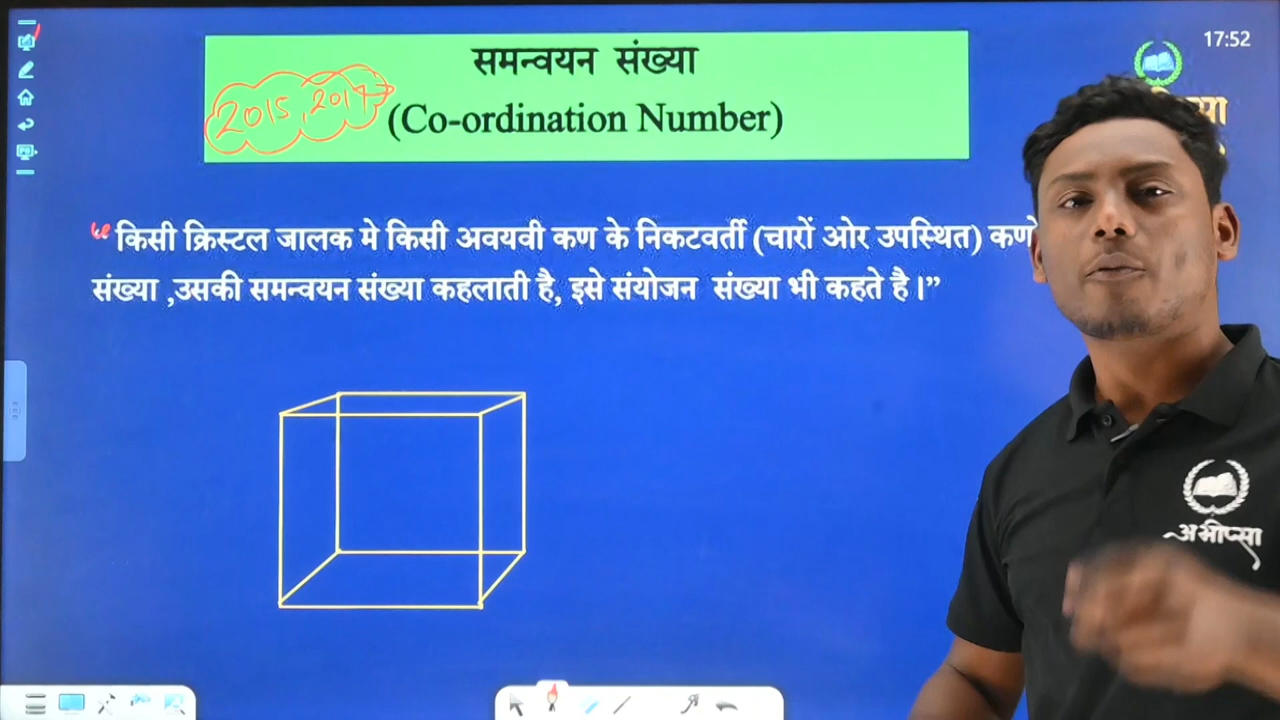 17:52
समन्वयन संख्या
2015, 2017
(Co-ordination Number)
“ किसी क्रिस्टल जालक मे किसी अवयवी कण के निकटवर्ती (चारों ओर उपस्थित) कणो
संख्या ,उसकी समन्वयन संख्या कहलाती है, इसे संयोजन संख्या भी कहते है।”
अभीप्सा